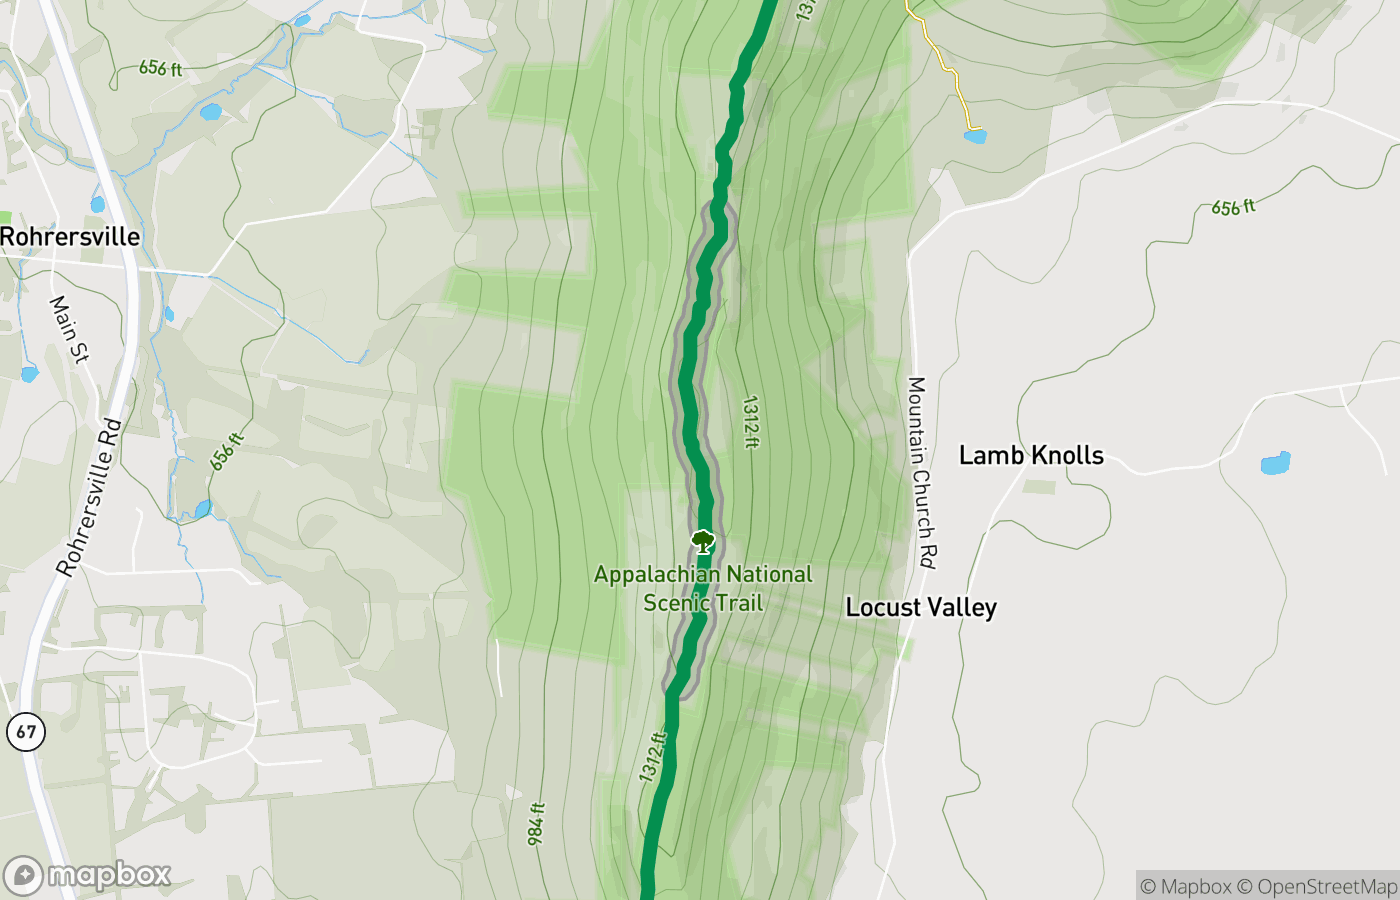 131
656 ft
656 ft
Rohrersville
Main St
1312 ft
Mountain Church Rd
656 ft
Lamb Knolls
Rohrersville Rd
Appalachian National
Scenic Trail
Locust Valley
67
1312 ft
984 ft
mapbox
© Mapbox © OpenStreetMap